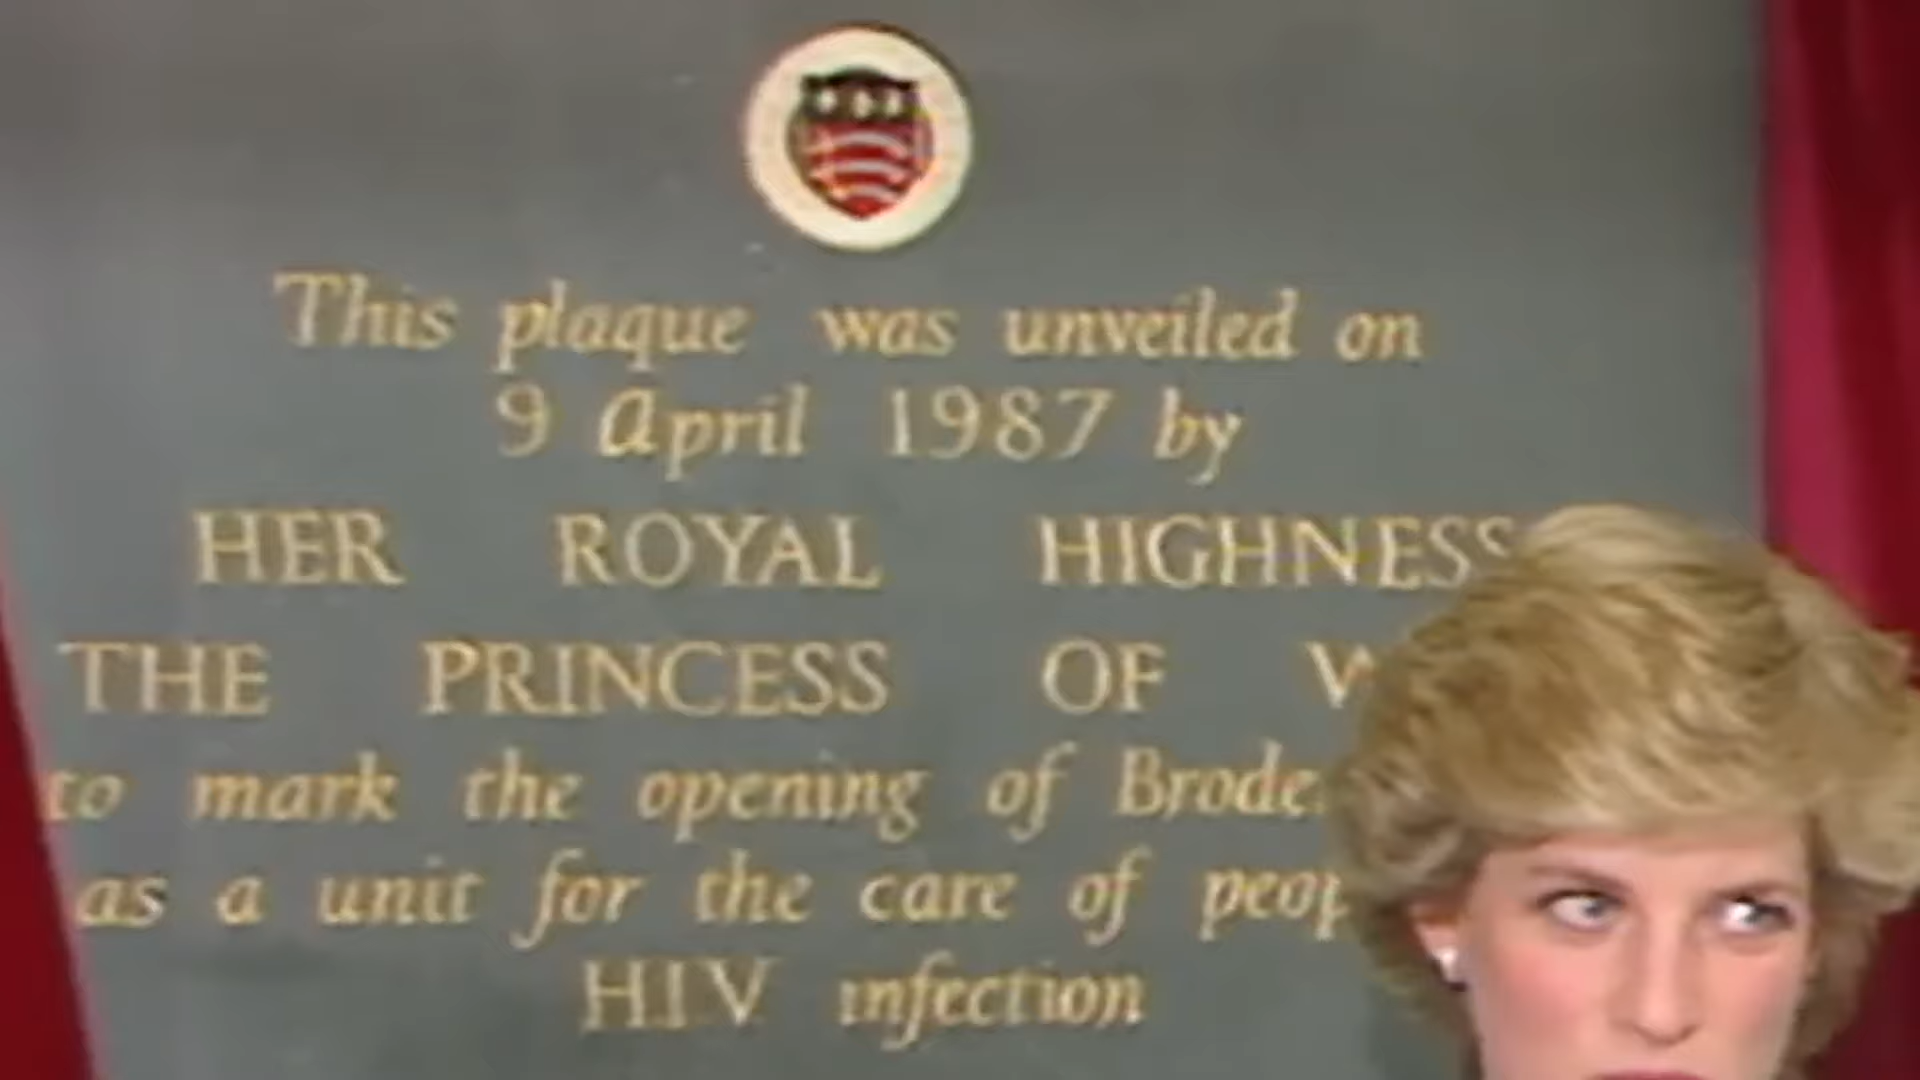 This plaque was unveiled on
9 April 1987 by
HER ROYAL HIGHNESS
THE PRINCESS OF
to mark the opening of
as a unit for the care of
HIV infection